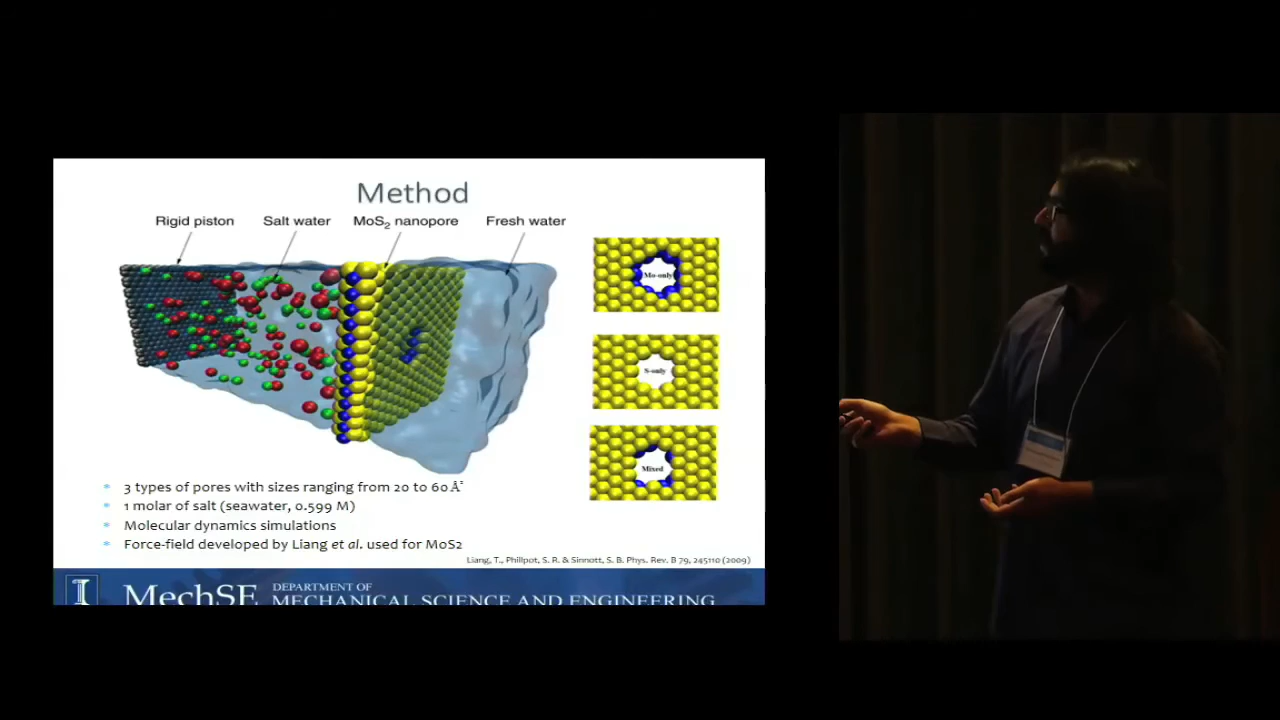 Method
Rigid piston
Salt water
MoS2 nanopore
Fresh water
Mo-only
S-only
Mixed
* 3 types of pores with sizes ranging from 20 to 60 Å²
* 1 molar of salt (seawater, 0.599 M)
* Molecular dynamics simulations
* Force-field developed by Liang et al. used for MoS2
Liang, T., Phillpot, S. R. & Sinnott, S. B. Phys. Rev. B 79, 245110 (2009)
I
MechSE
DEPARTMENT OF
MECHANICAL SCIENCE AND ENGINEERING